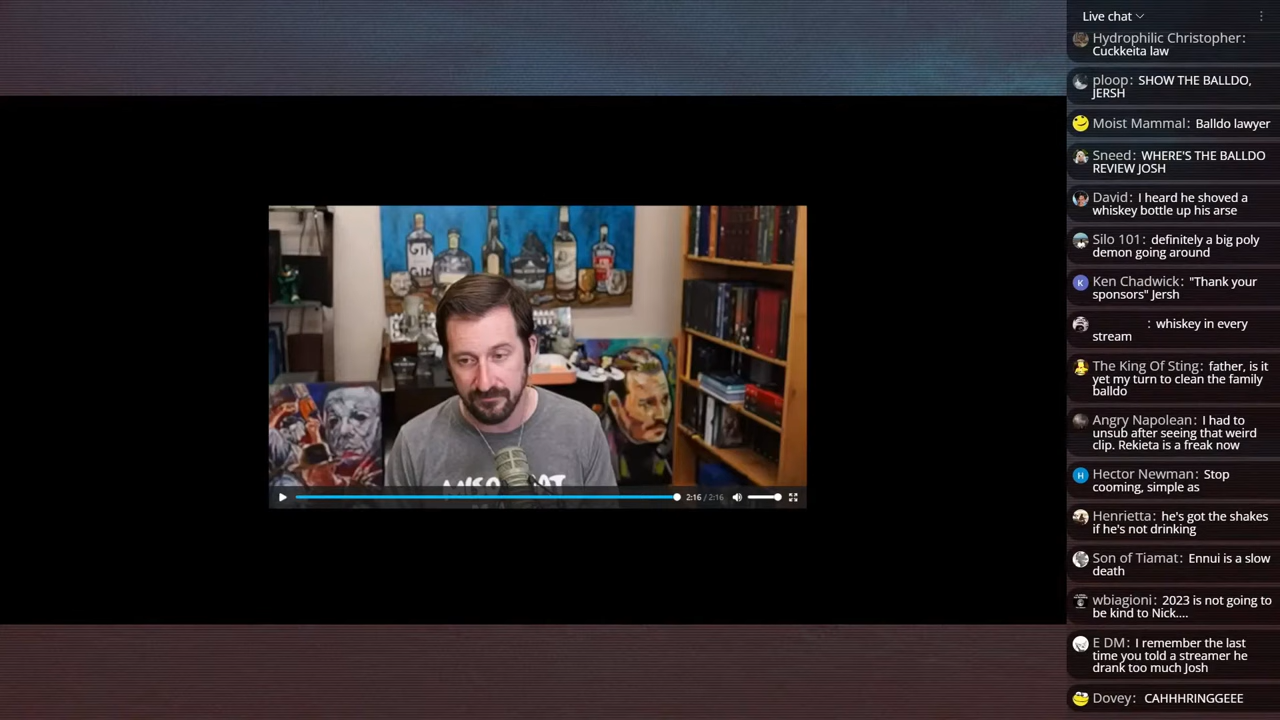 Live chat
Hydrophilic Christopher:
Cuckkeita law
ploop: SHOW THE BALLDO,
JERSH
Moist Mammal: Balldo lawyer
Sneed: WHERE'S THE BALLDO
REVIEW JOSH
David: I heard he shoved a
whiskey bottle up his arse
Silo 101: definitely a big poly
demon going around
Ken Chadwick: "Thank your
sponsors" Jersh
: whiskey in every
stream
The King Of Sting: father, is it
yet my turn to clean the family
balldo
Angry Napolean: I had to
unsub after seeing that weird
clip. Rekieta is a freak now
H
Hector Newman: Stop
cooming, simple as
Henrietta: he's got the shakes
if he's not drinking
Son of Tiamat: Ennui is a slow
death
wbiagioni: 2023 is not going to
be kind to Nick....
E DM: I remember the last
time you told a streamer he
drank too much Josh
Dovey: CAHHHRINGGEEE
K
GIN
GIN
2:16 / 2:16